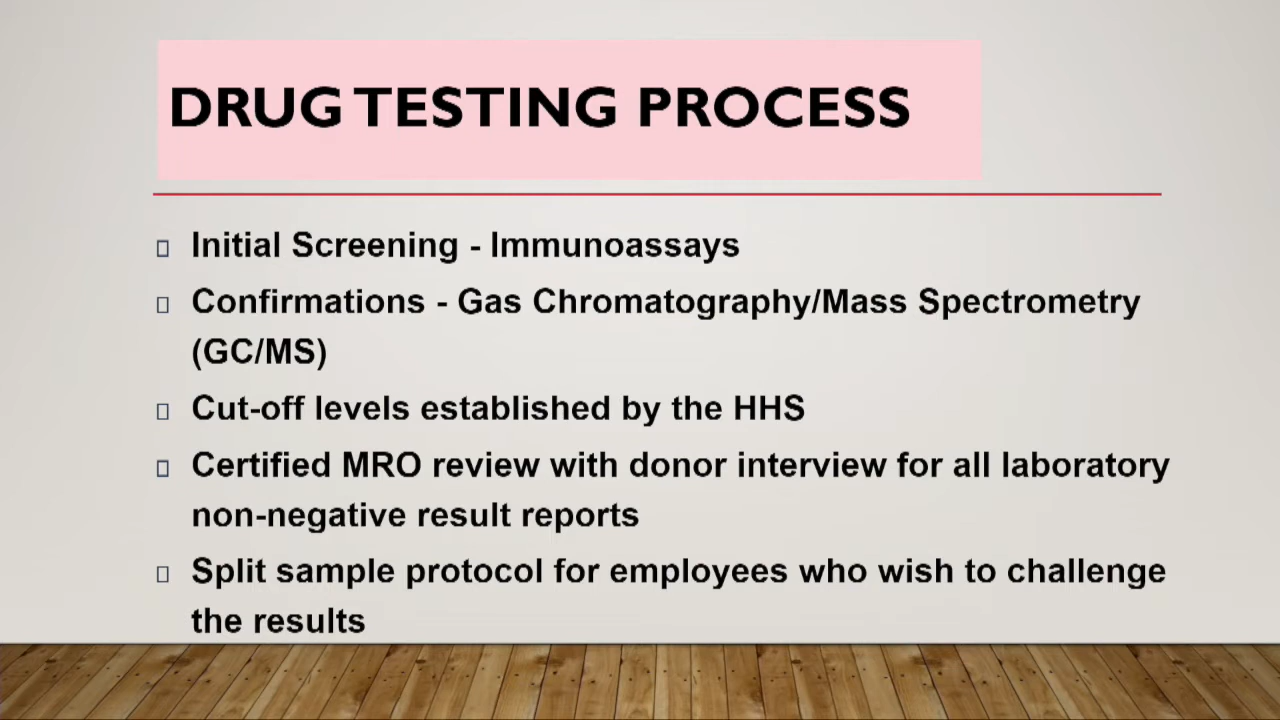 DRUG TESTING PROCESS
Initial Screening - Immunoassays
Confirmations - Gas Chromatography/Mass Spectrometry
(GC/MS)
Cut-off levels established by the HHS
Certified MRO review with donor interview for all laboratory
non-negative result reports
Split sample protocol for employees who wish to challenge
the results